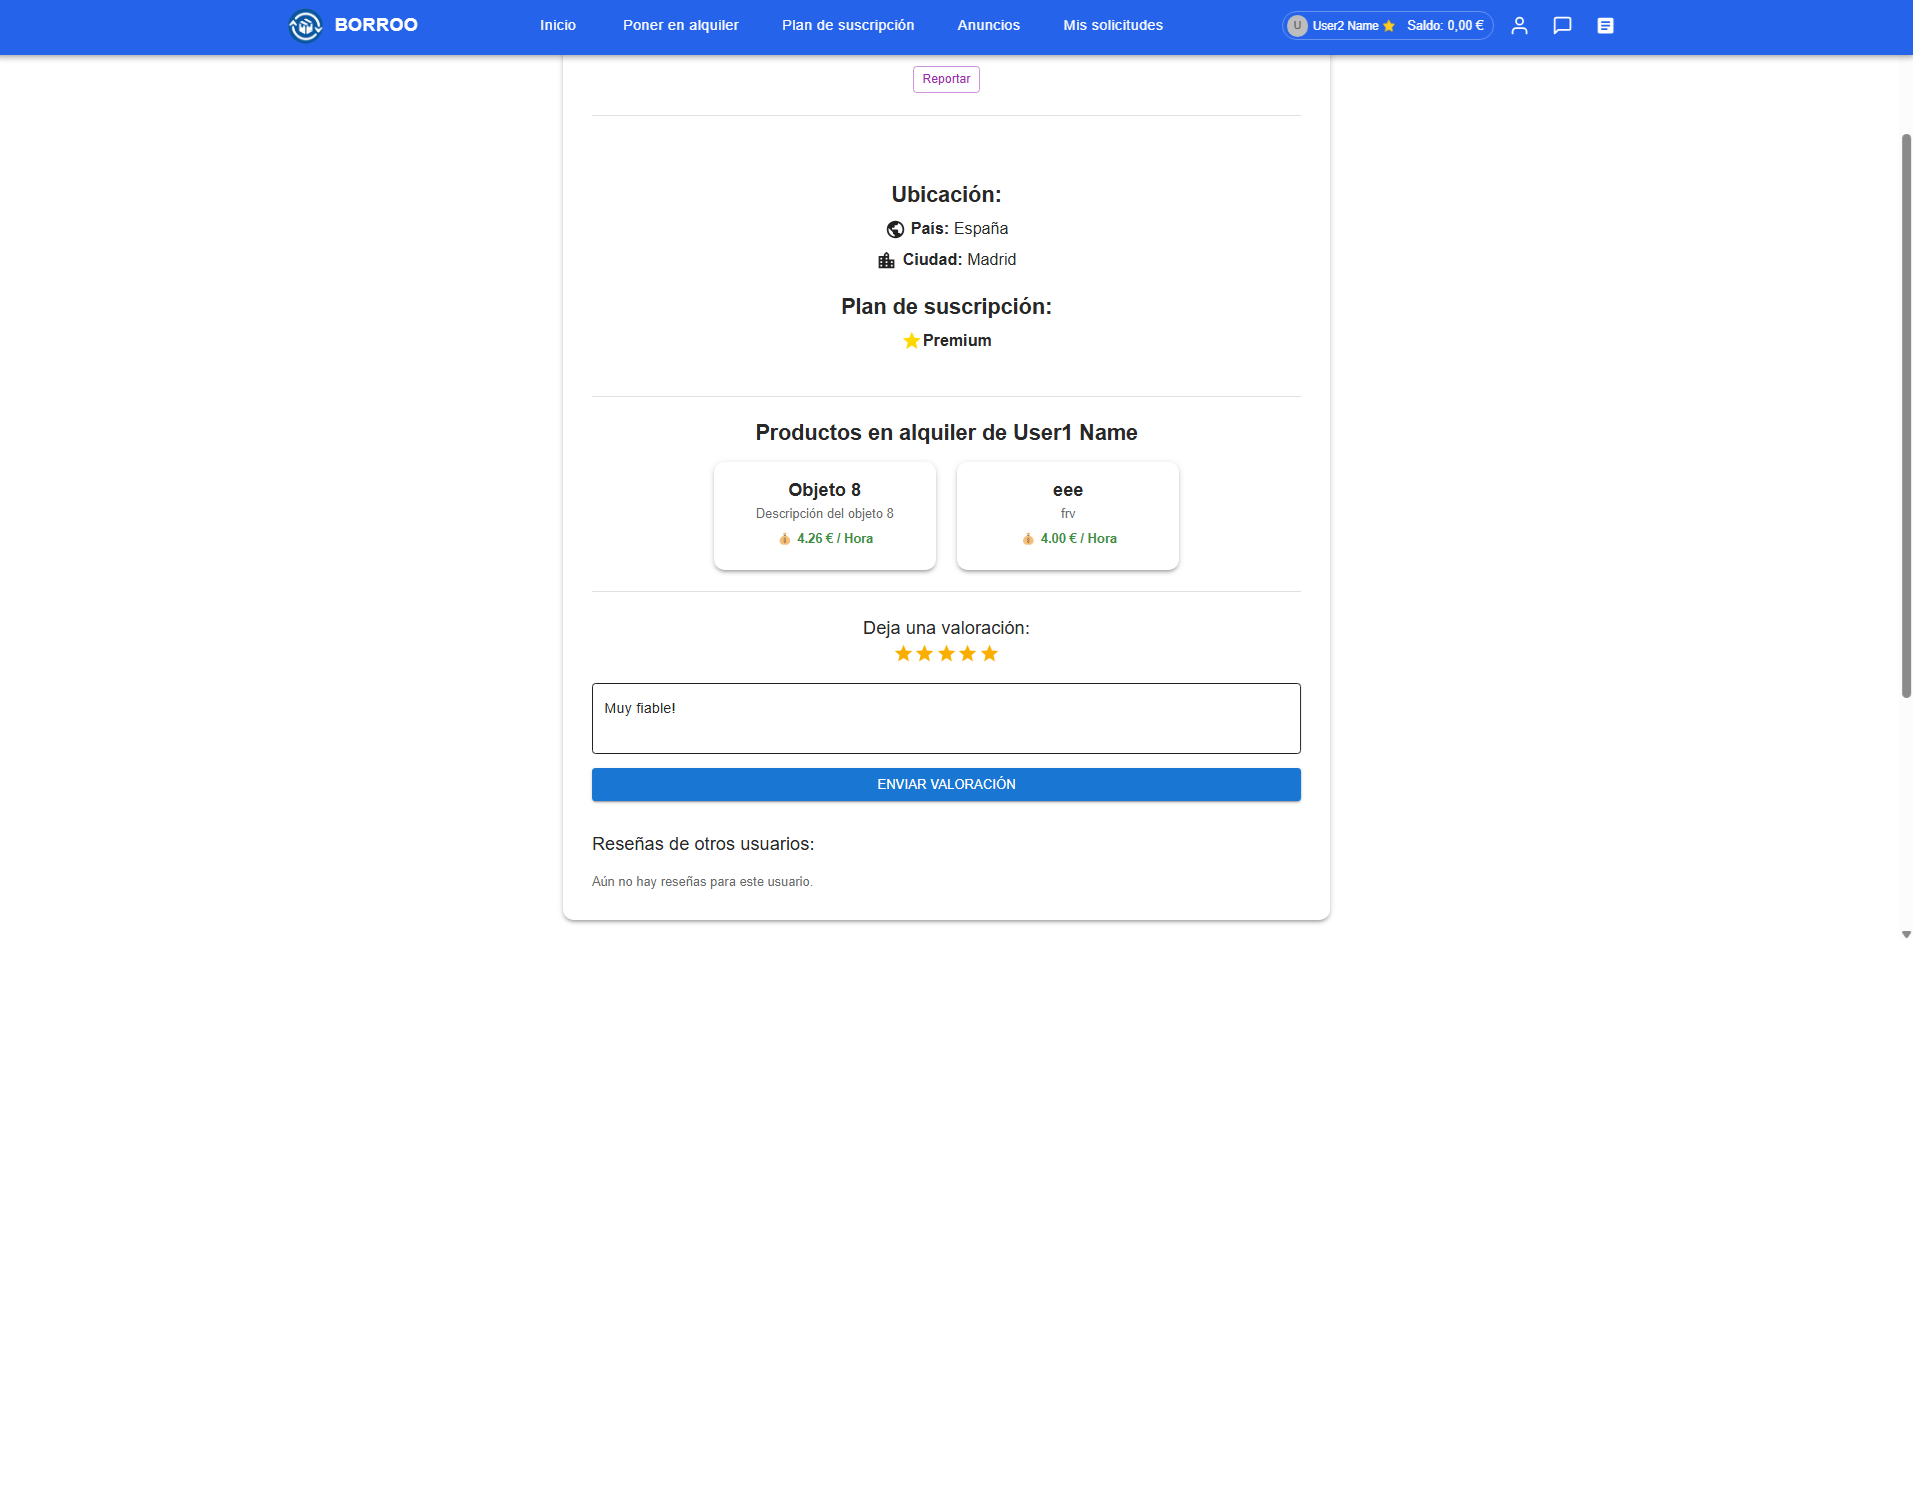 BORROO
Inicio Poner en alquiler Plan de suscripción Anuncios Mis solicitudes
U User2 Name Saldo: 0,00 €
Reportar
Ubicación:
País: España
Ciudad: Madrid
Plan de suscripción:
Premium
Productos en alquiler de User1 Name
Objeto 8
Descripción del objeto 8
4.26 € / Hora
eee
frv
4.00 € / Hora
Deja una valoración:
Muy fiable!
ENVIAR VALORACIÓN
Reseñas de otros usuarios:
Aún no hay reseñas para este usuario.